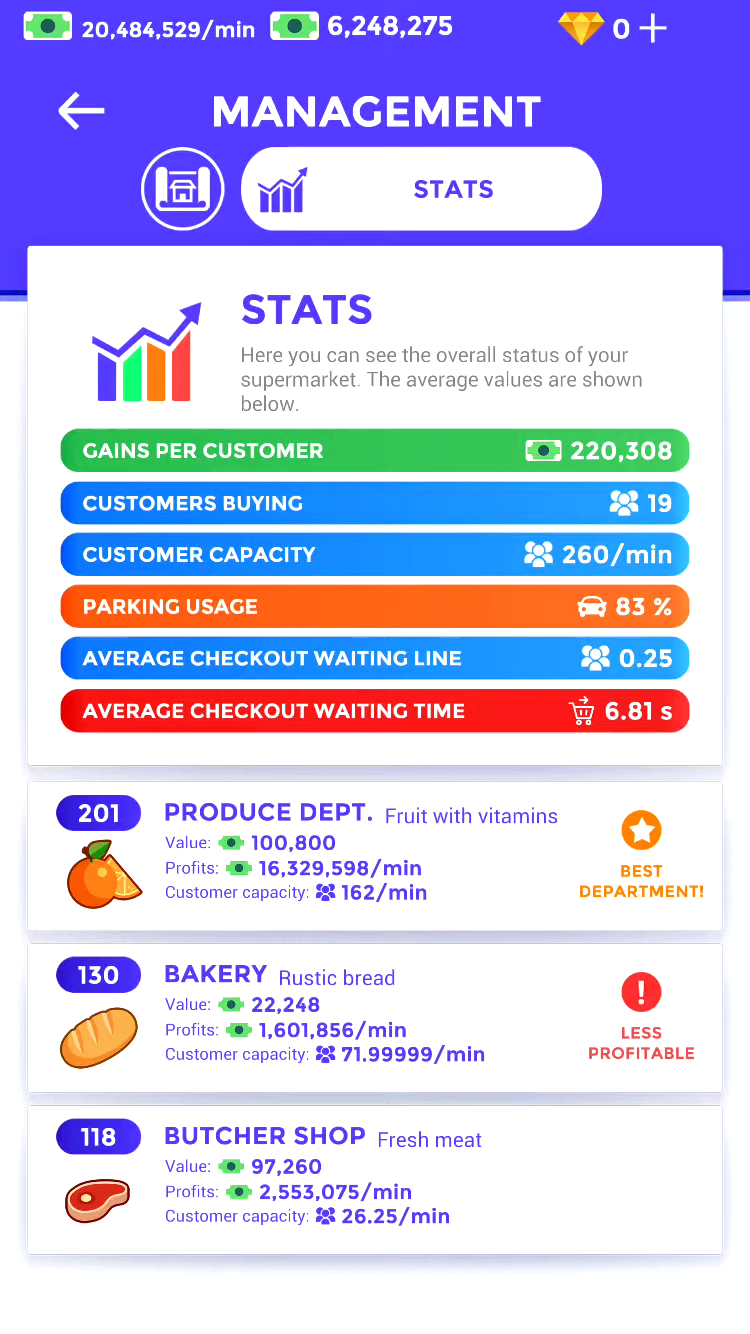 20,484,529/min 6,248,275 0 +
MANAGEMENT
STATS
STATS
Here you can see the overall status of your
supermarket. The average values are shown
below.
GAINS PER CUSTOMER 220,308
CUSTOMERS BUYING 19
CUSTOMER CAPACITY 260/min
PARKING USAGE 83 %
AVERAGE CHECKOUT WAITING LINE 0.25
AVERAGE CHECKOUT WAITING TIME 6.81 s
201 PRODUCE DEPT. Fruit with vitamins
Value: 100,800
Profits: 16,329,598/min
Customer capacity: 162/min
BEST
DEPARTMENT!
130 BAKERY Rustic bread
Value: 22,248
Profits: 1,601,856/min
Customer capacity: 71.99999/min
!
LESS
PROFITABLE
118 BUTCHER SHOP Fresh meat
Value: 97,260
Profits: 2,553,075/min
Customer capacity: 26.25/min